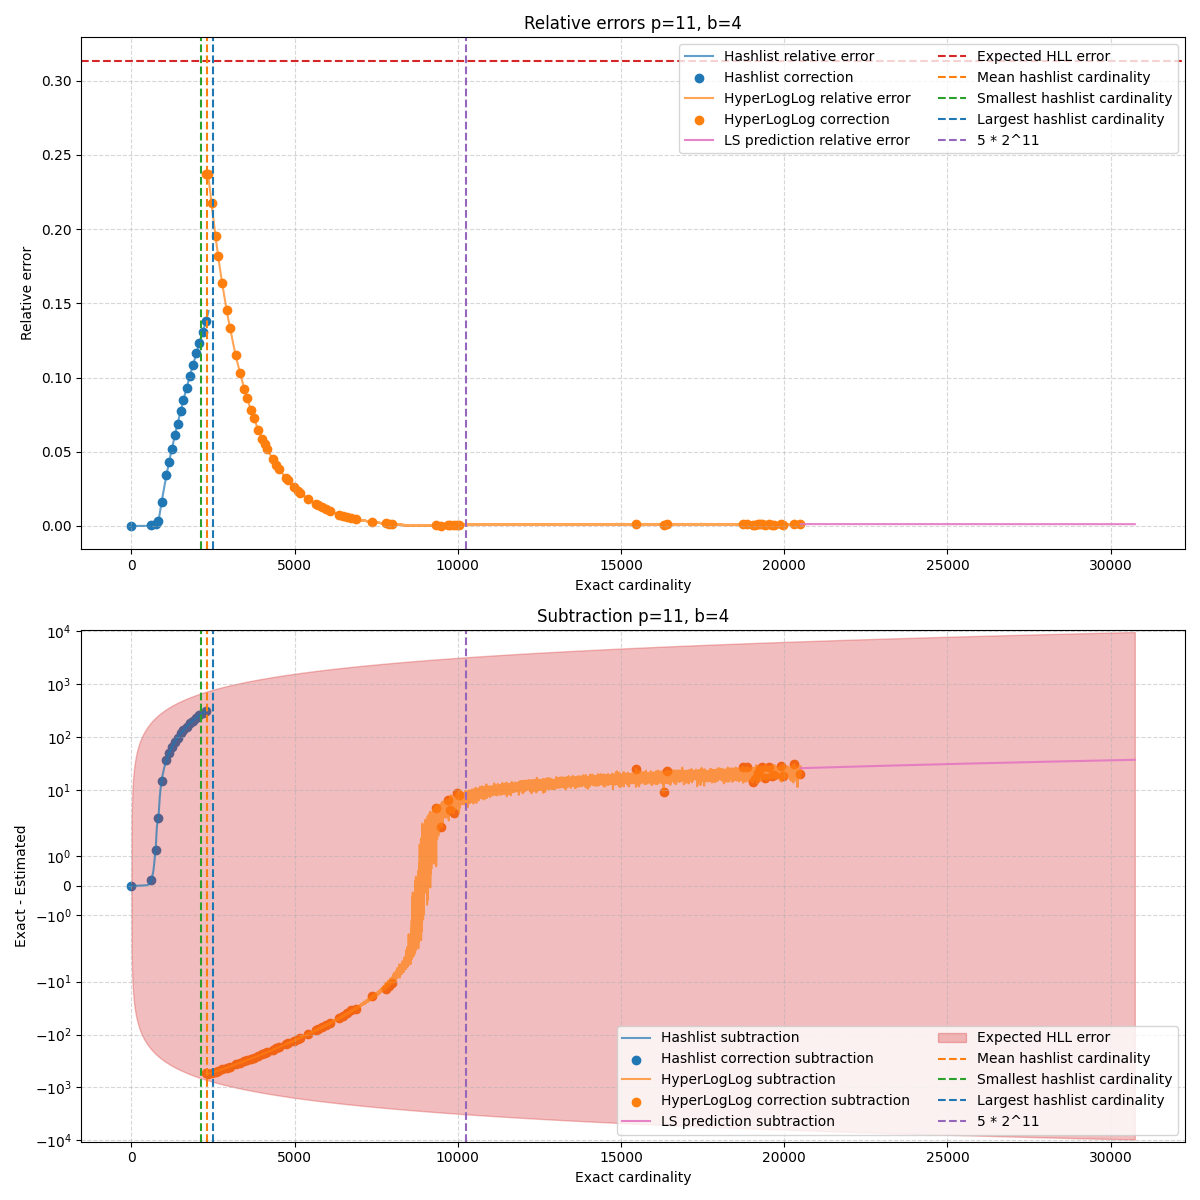 Relative errors p=11, b=4
Relative error
0.30
0.25
0.20
0.15
0.10
0.05
0.00
Hashlist relative error
Hashlist correction
HyperLogLog relative error
HyperLogLog correction
LS prediction relative error
Expected HLL error
Mean hashlist cardinality
Smallest hashlist cardinality
Largest hashlist cardinality
5 * 2^11
0 5000 10000 15000 20000 25000 30000
Exact cardinality
Subtraction p=11, b=4
Exact - Estimated
10^4
10^3
10^2
10^1
10^0
0
−10^0
−10^1
−10^2
−10^3
−10^4
Hashlist subtraction
Hashlist correction subtraction
HyperLogLog subtraction
HyperLogLog correction subtraction
LS prediction subtraction
Expected HLL error
Mean hashlist cardinality
Smallest hashlist cardinality
Largest hashlist cardinality
5 * 2^11
0 5000 10000 15000 20000 25000 30000
Exact cardinality